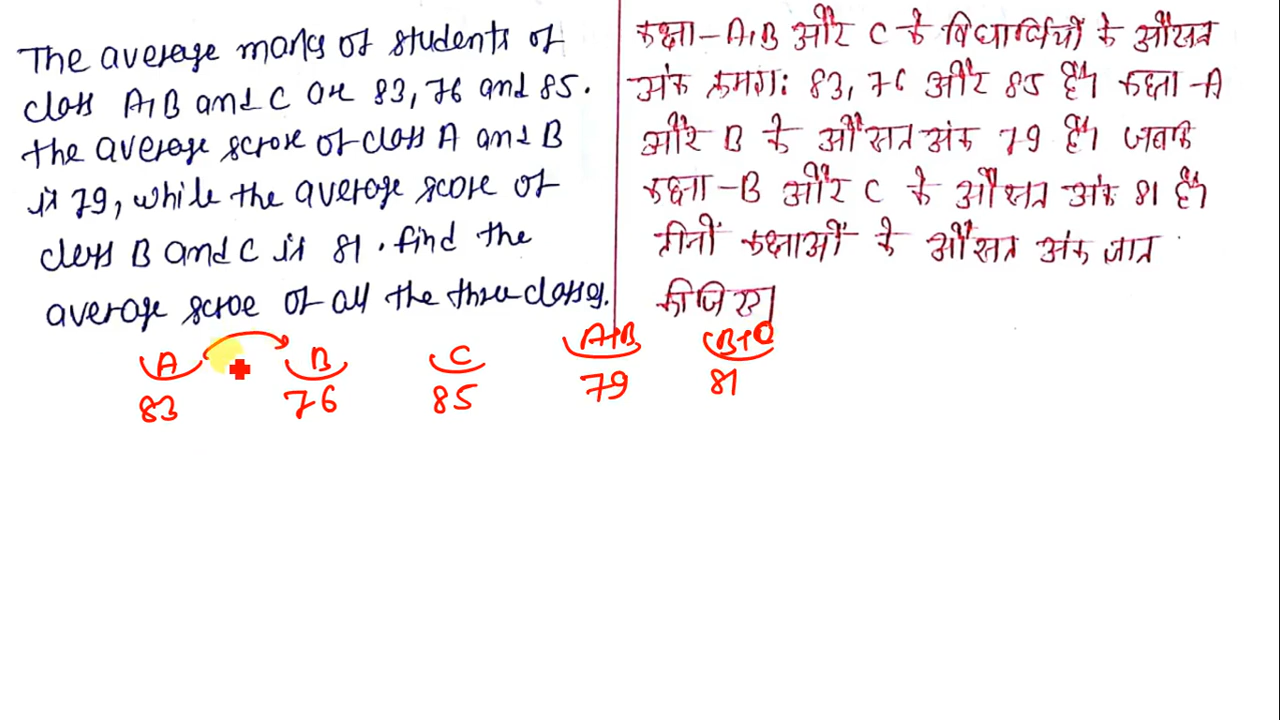 The average marks of students of
class A, B and C are 83, 76 and 85.
the average scrore of class A and B
is 79, while the average score of
class B and C is 81. find the
average scroe of all the three classes.
कक्षा-A, B और C के विद्यार्थियों के औसत
अंक क्रमश: 83, 76 और 85 हैं। कक्षा-A
और B के औसत अंक 79 हैं। जबकि
कक्षा-B और C के औसत अंक 81 हैं
तीनों कक्षाओं के औसत अंक ज्ञात
कीजिए।
A B C A+B B+C
83 76 85 79 81